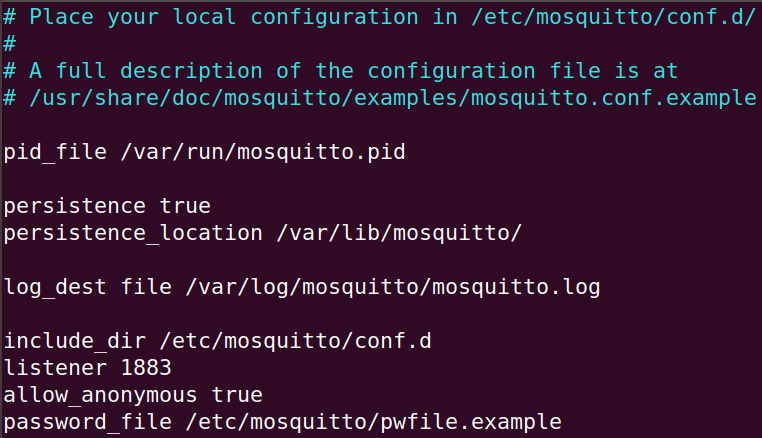 # Place your local configuration in /etc/mosquitto/conf.d/
#
# A full description of the configuration file is at
# /usr/share/doc/mosquitto/examples/mosquitto.conf.example
pid_file /var/run/mosquitto.pid
persistence true
persistence_location /var/lib/mosquitto/
log_dest file /var/log/mosquitto/mosquitto.log
include_dir /etc/mosquitto/conf.d
listener 1883
allow_anonymous true
password_file /etc/mosquitto/pwfile.example